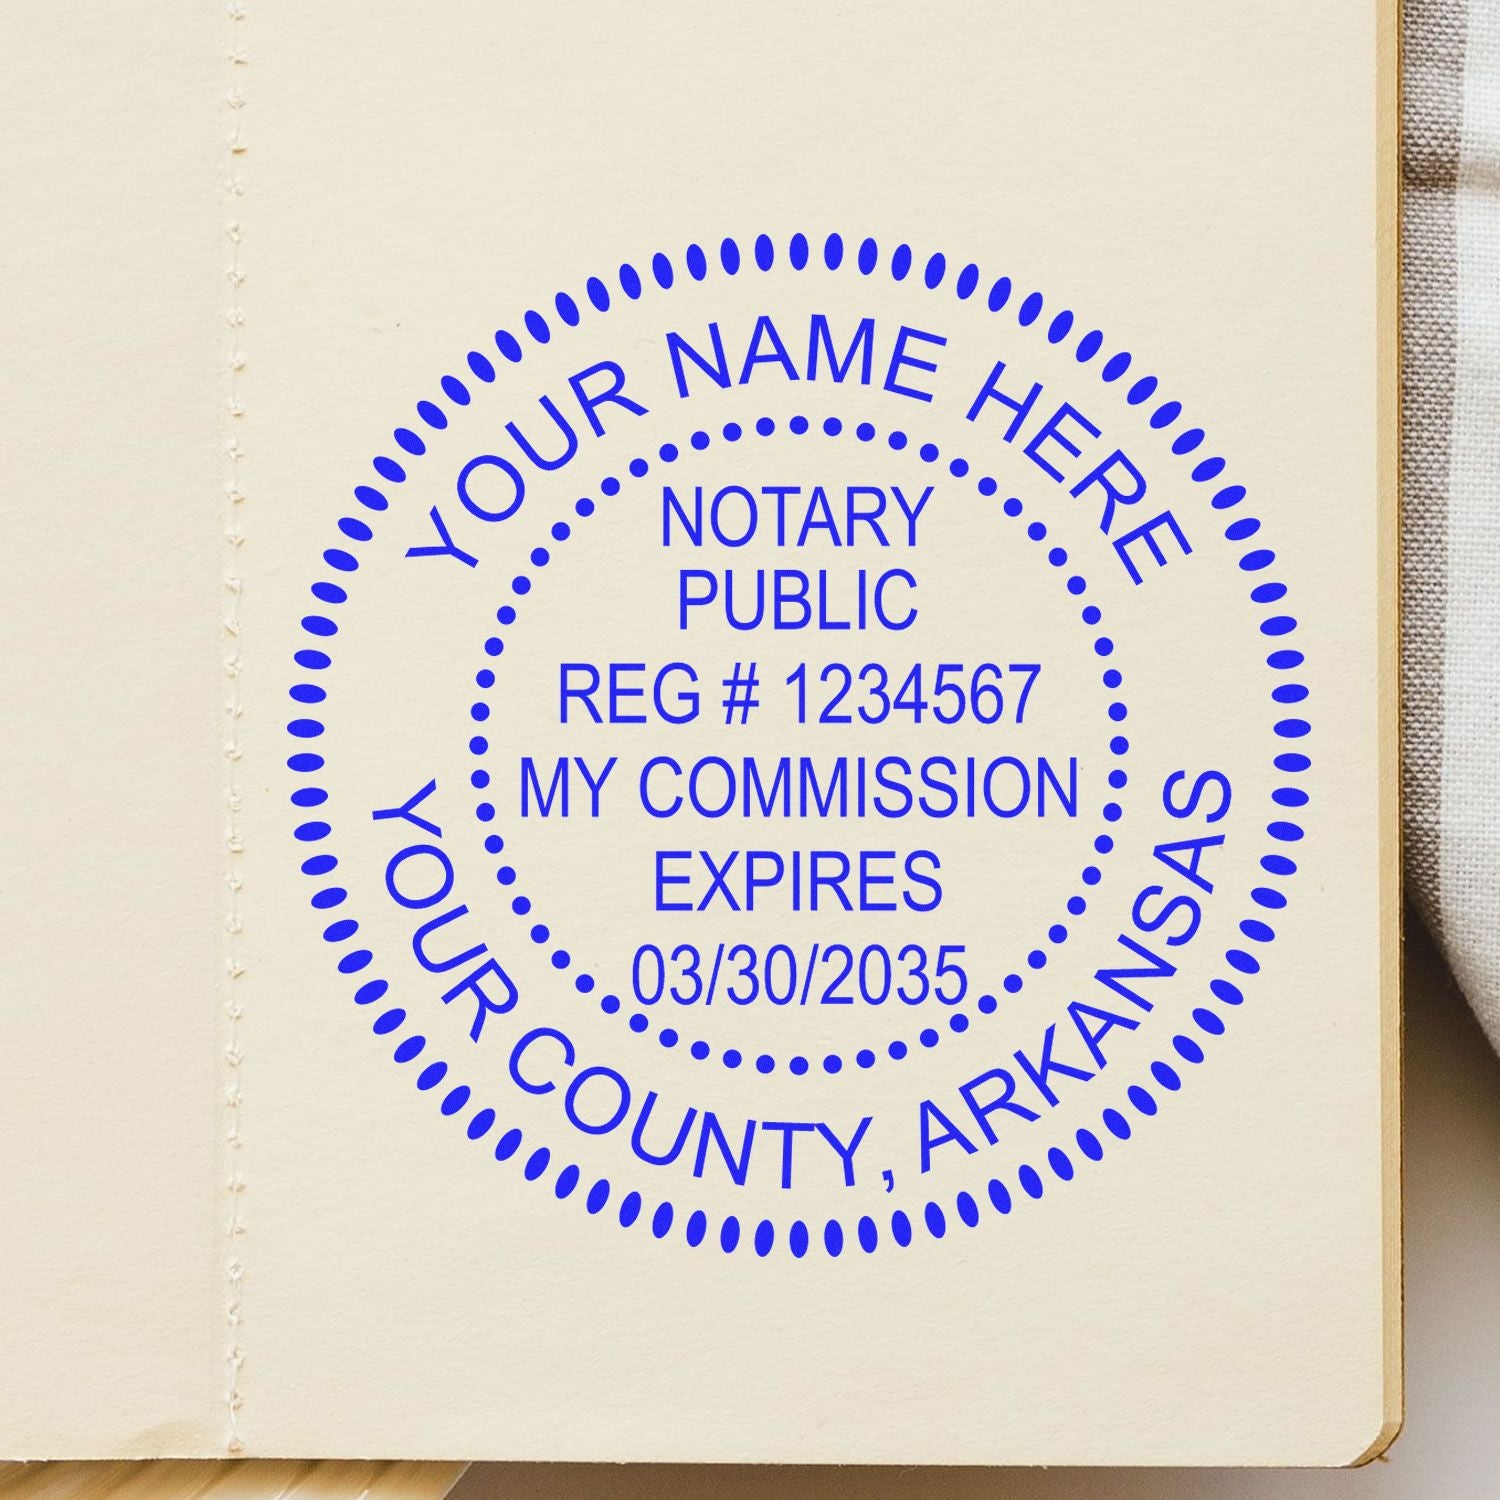 YOUR NAME HERE
NOTARY
PUBLIC
REG # 1234567
MY COMMISSION
EXPIRES
03/30/2035
YOUR COUNTY, ARKANSAS